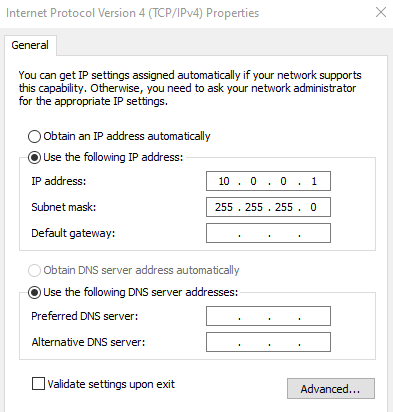 Internet Protocol Version 4 (TCP/IPv4) Properties
General
You can get IP settings assigned automatically if your network supports
this capability. Otherwise, you need to ask your network administrator
for the appropriate IP settings.
Obtain an IP address automatically
Use the following IP address:
IP address: 10 . 0 . 0 . 1
Subnet mask: 255 . 255 . 255 . 0
Default gateway: . . .
Obtain DNS server address automatically
Use the following DNS server addresses:
Preferred DNS server: . . .
Alternative DNS server: . . .
Validate settings upon exit
Advanced...